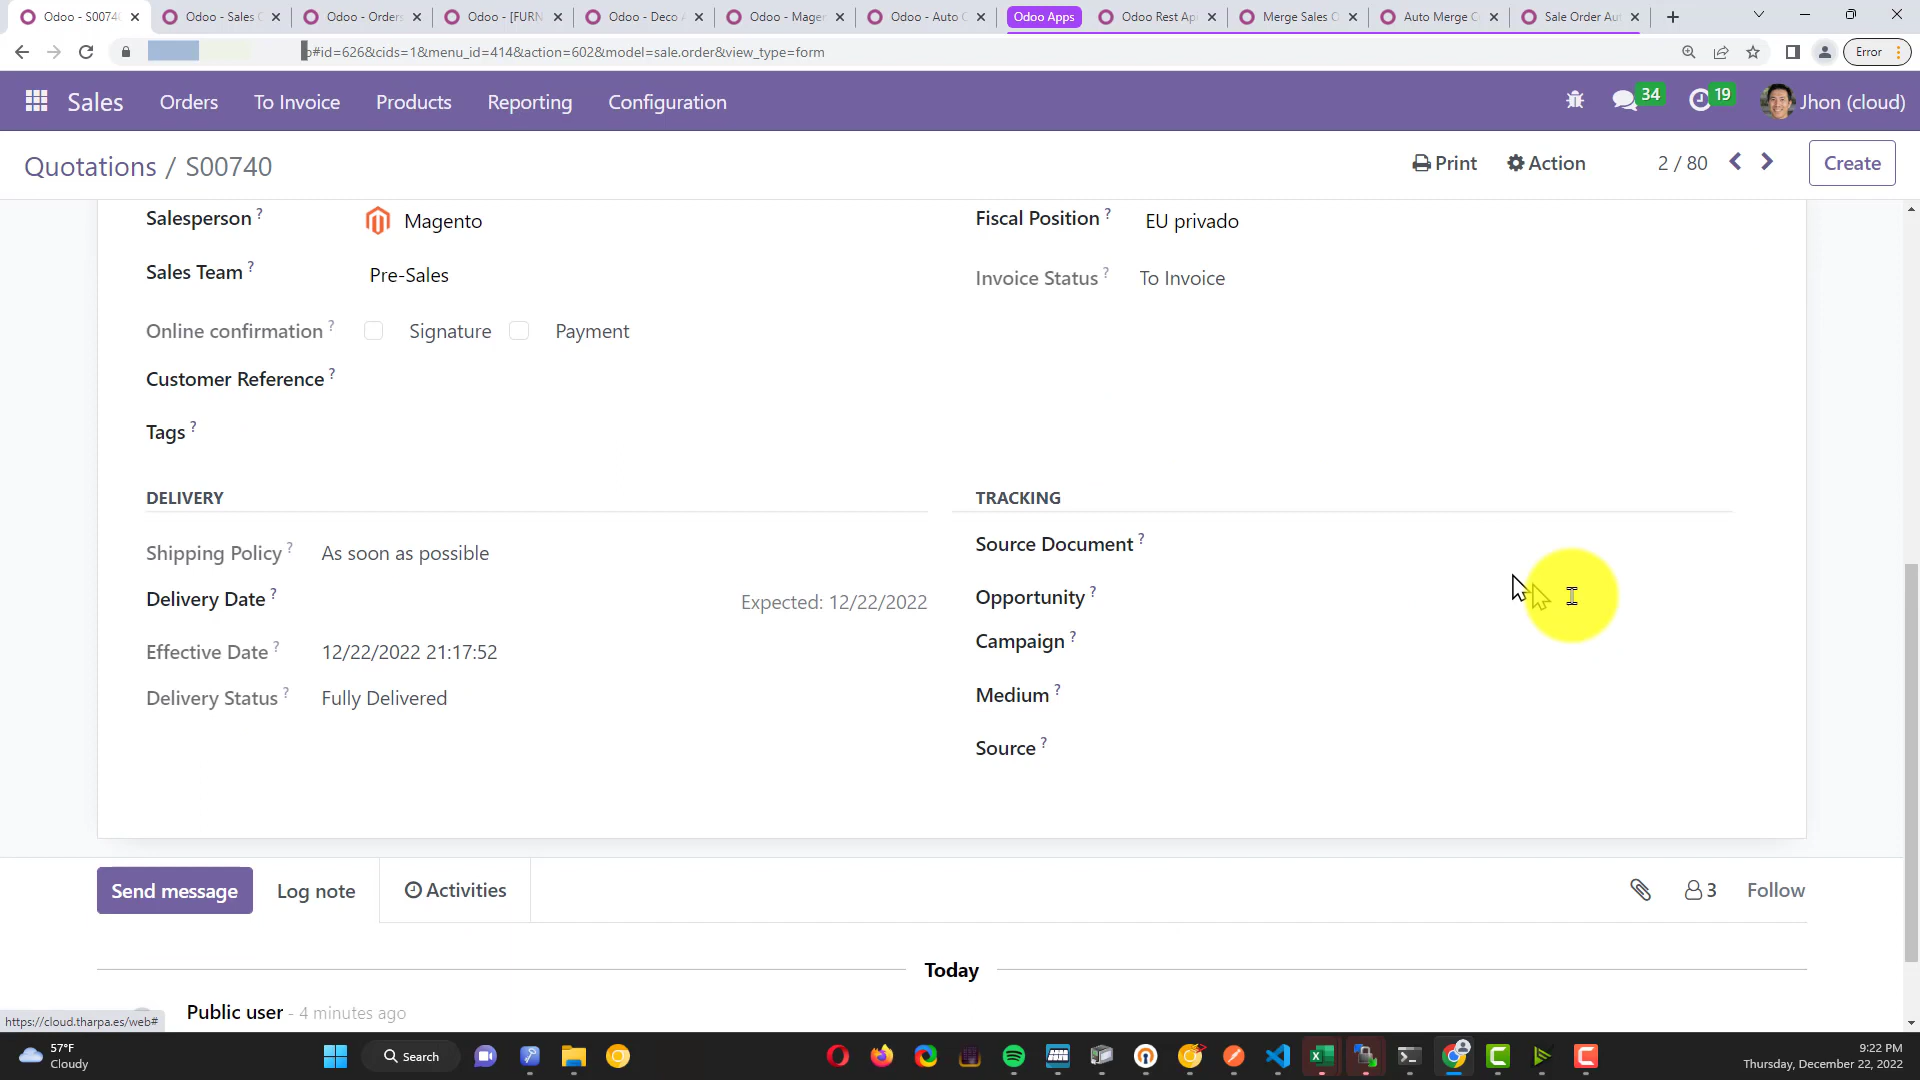 Odoo - S0074
Odoo - Sales
Odoo - Orders
Odoo - [FURN
Odoo - Deco
Odoo - Magen
Odoo - Auto
Odoo Apps
Odoo Rest Ap
Merge Sales O
Auto Merge C
Sale Order Aut
#id=626&cids=1&menu_id=414&action=602&model=sale.order&view_type=form
Error
Sales
Orders
To Invoice
Products
Reporting
Configuration
34
19
Jhon (cloud)
Quotations / S00740
Print
Action
2 / 80
Create
Salesperson ?
Magento
Fiscal Position ?
EU privado
Sales Team ?
Pre-Sales
Invoice Status ?
To Invoice
Online confirmation ?
Signature
Payment
Customer Reference ?
Tags ?
DELIVERY
TRACKING
Shipping Policy ?
As soon as possible
Source Document ?
Delivery Date ?
Expected: 12/22/2022
Opportunity ?
Effective Date ?
12/22/2022 21:17:52
Campaign ?
Delivery Status ?
Fully Delivered
Medium ?
Source ?
Send message
Log note
Activities
3
Follow
Today
Public user - 4 minutes ago
https://cloud.tharpa.es/web#
57°F
Cloudy
Search
9:22 PM
Thursday, December 22, 2022